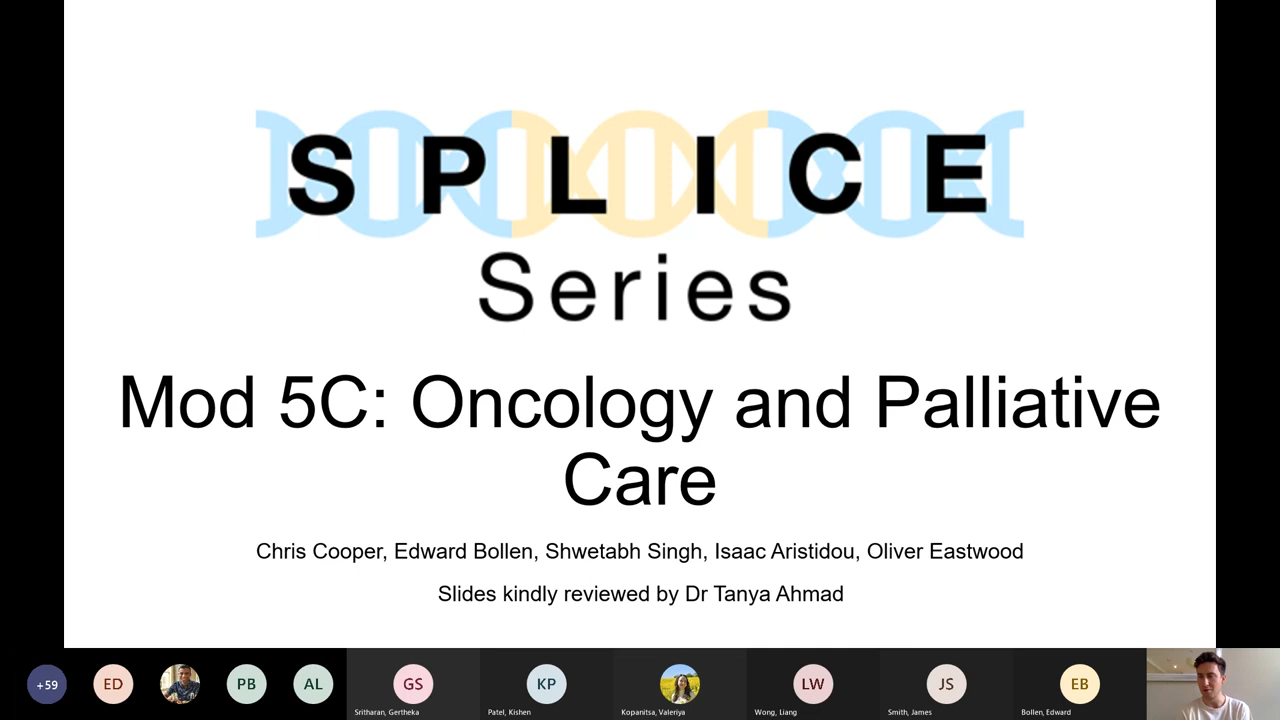 SPLICE
Series
Mod 5C: Oncology and Palliative
Care
Chris Cooper, Edward Bollen, Shwetabh Singh, Isaac Aristidou, Oliver Eastwood
Slides kindly reviewed by Dr Tanya Ahmad
+59
ED
PB
AL
GS
KP
LW
JS
EB
Sritharan, Gertheka
Patel, Kishen
Kopanitsa, Valeriya
Wong, Liang
Smith, James
Bollen, Edward